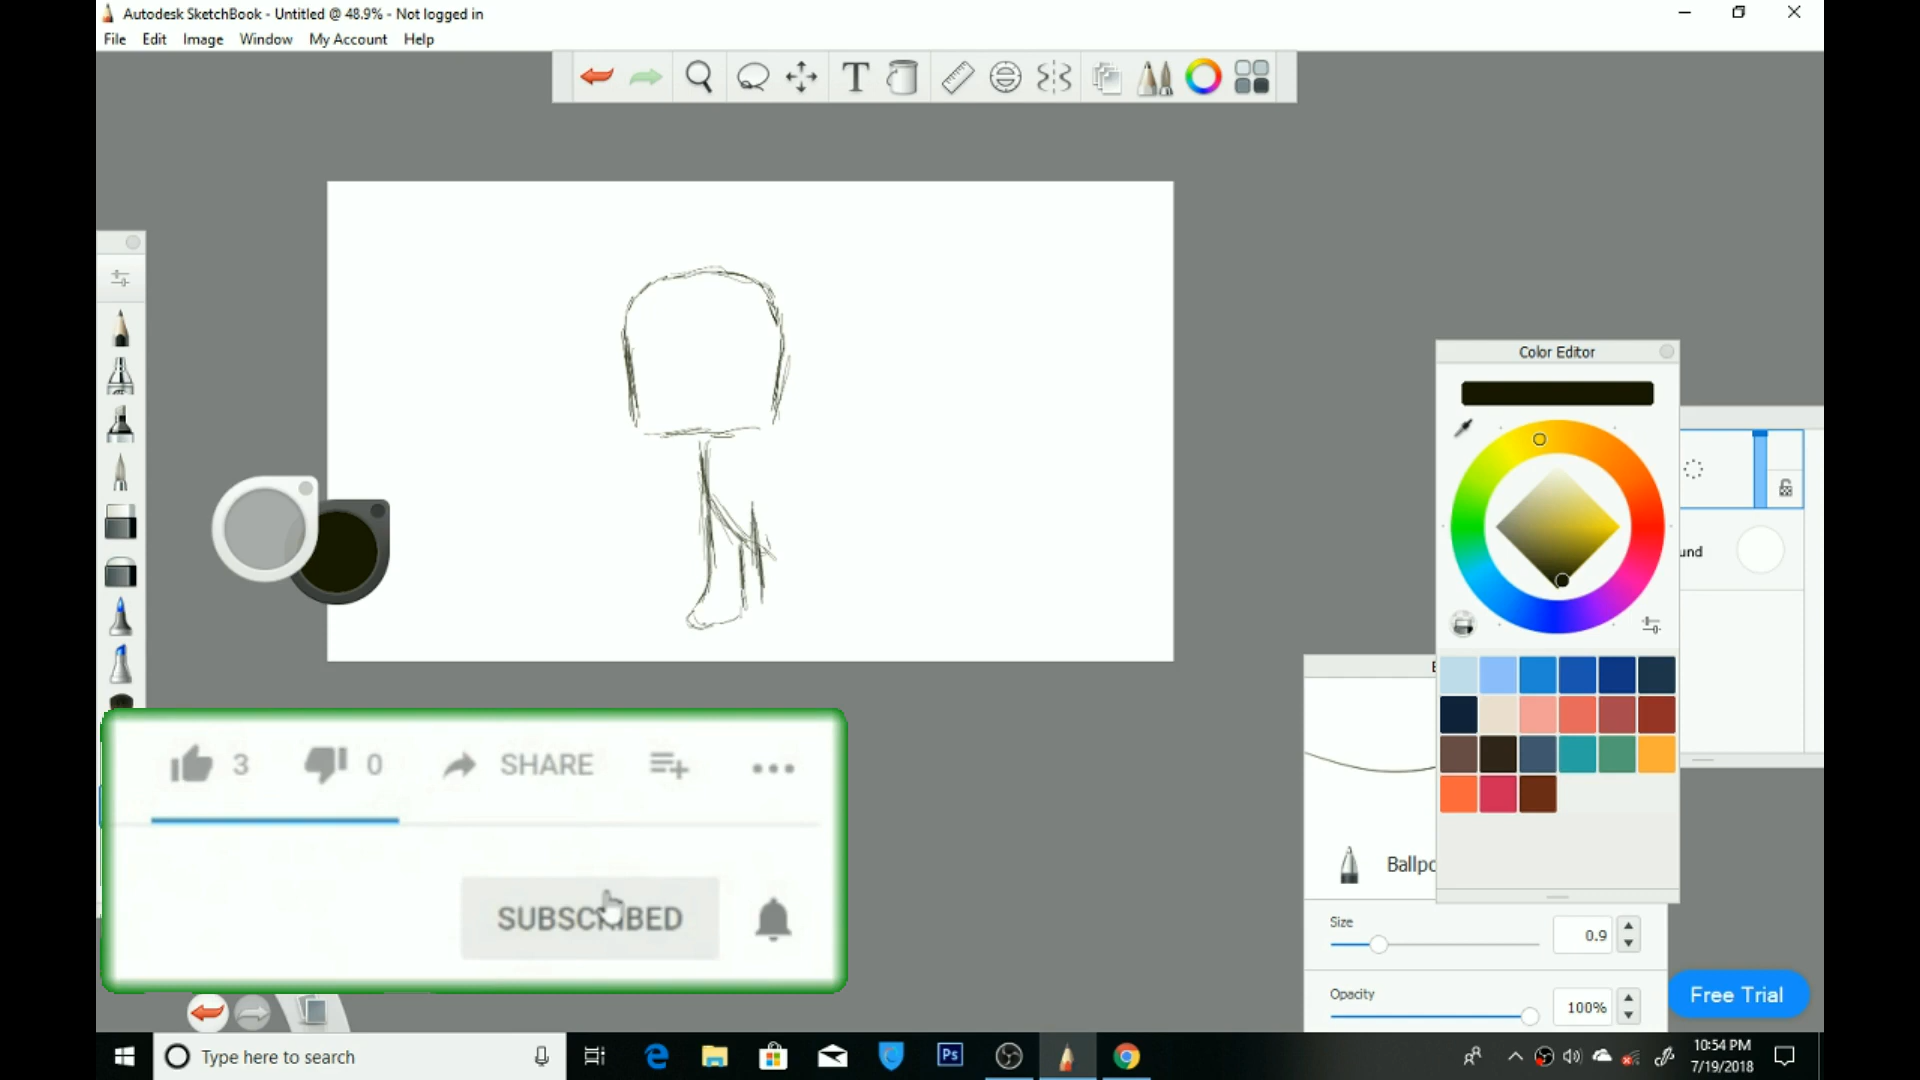 Autodesk SketchBook - Untitled @ 48.9% - Not logged in
File Edit Image Window My Account Help
T
Color Editor
und
Ballpo
3 0 SHARE
SUBSCRIBED
Size
0.9
Opacity
100%
Free Trial
Type here to search
Ps
10:54 PM
7/19/2018